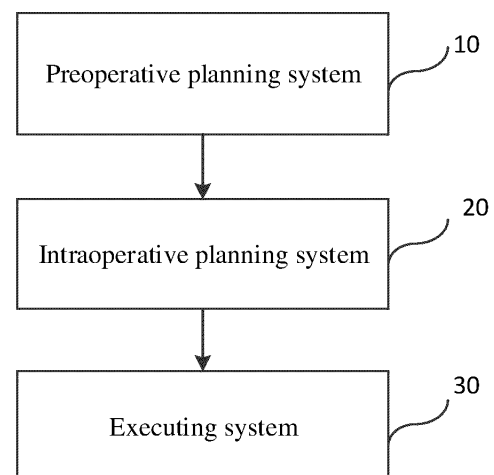 Preoperative planning system
10
Intraoperative planning system
20
Executing system
30